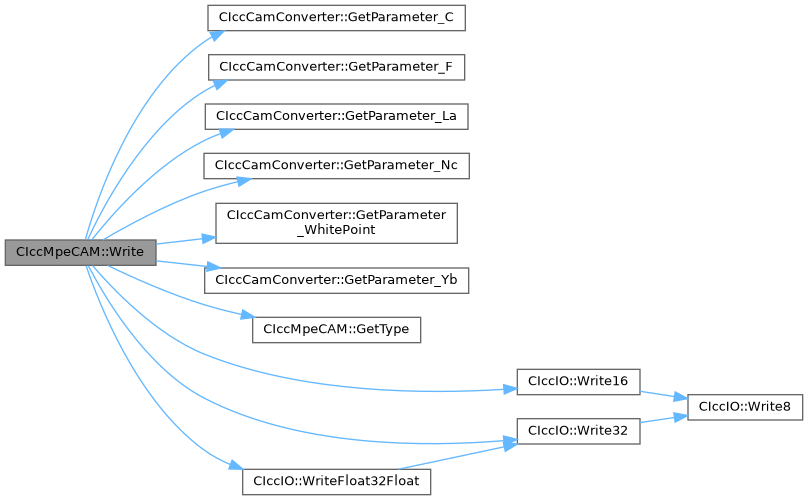 CIccCamConverter::GetParameter_C
CIccCamConverter::GetParameter_F
CIccCamConverter::GetParameter_La
CIccCamConverter::GetParameter_Nc
CIccCamConverter::GetParameter
_WhitePoint
CIccMpeCAM::Write
CIccCamConverter::GetParameter_Yb
CIccMpeCAM::GetType
CIccIO::Write16
CIccIO::Write8
CIccIO::Write32
CIccIO::WriteFloat32Float